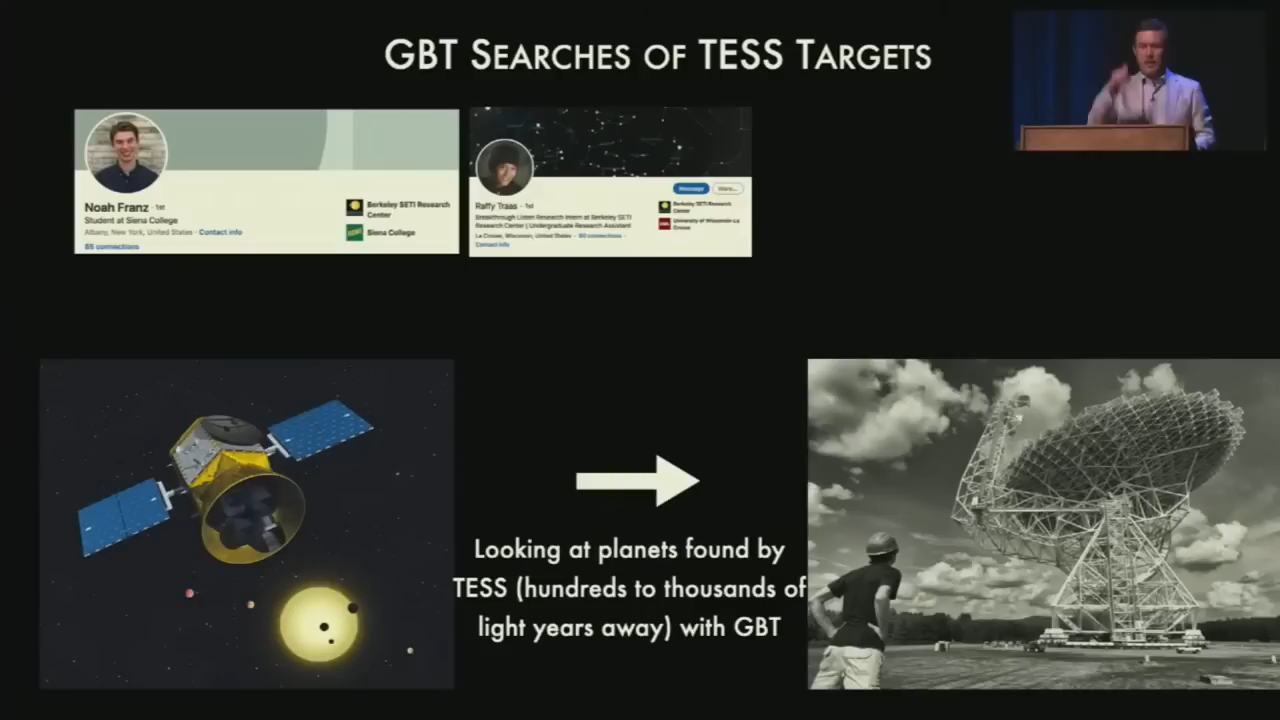 GBT SEARCHES OF TESS TARGETS
Noah Franz · 1st
Student at Siena College
Albany, New York, United States · Contact info
85 connections
Berkeley SETI Research
Center
Siena College
Message
More...
Raffy Traas · 1st
Breakthrough Listen Research Intern at Berkeley SETI
Research Center | Undergraduate Research Assistant
La Crosse, Wisconsin, United States · 80 connections ·
Contact info
Berkeley SETI Research
Center
University of Wisconsin-La
Crosse
Looking at planets found by
TESS (hundreds to thousands of
light years away) with GBT